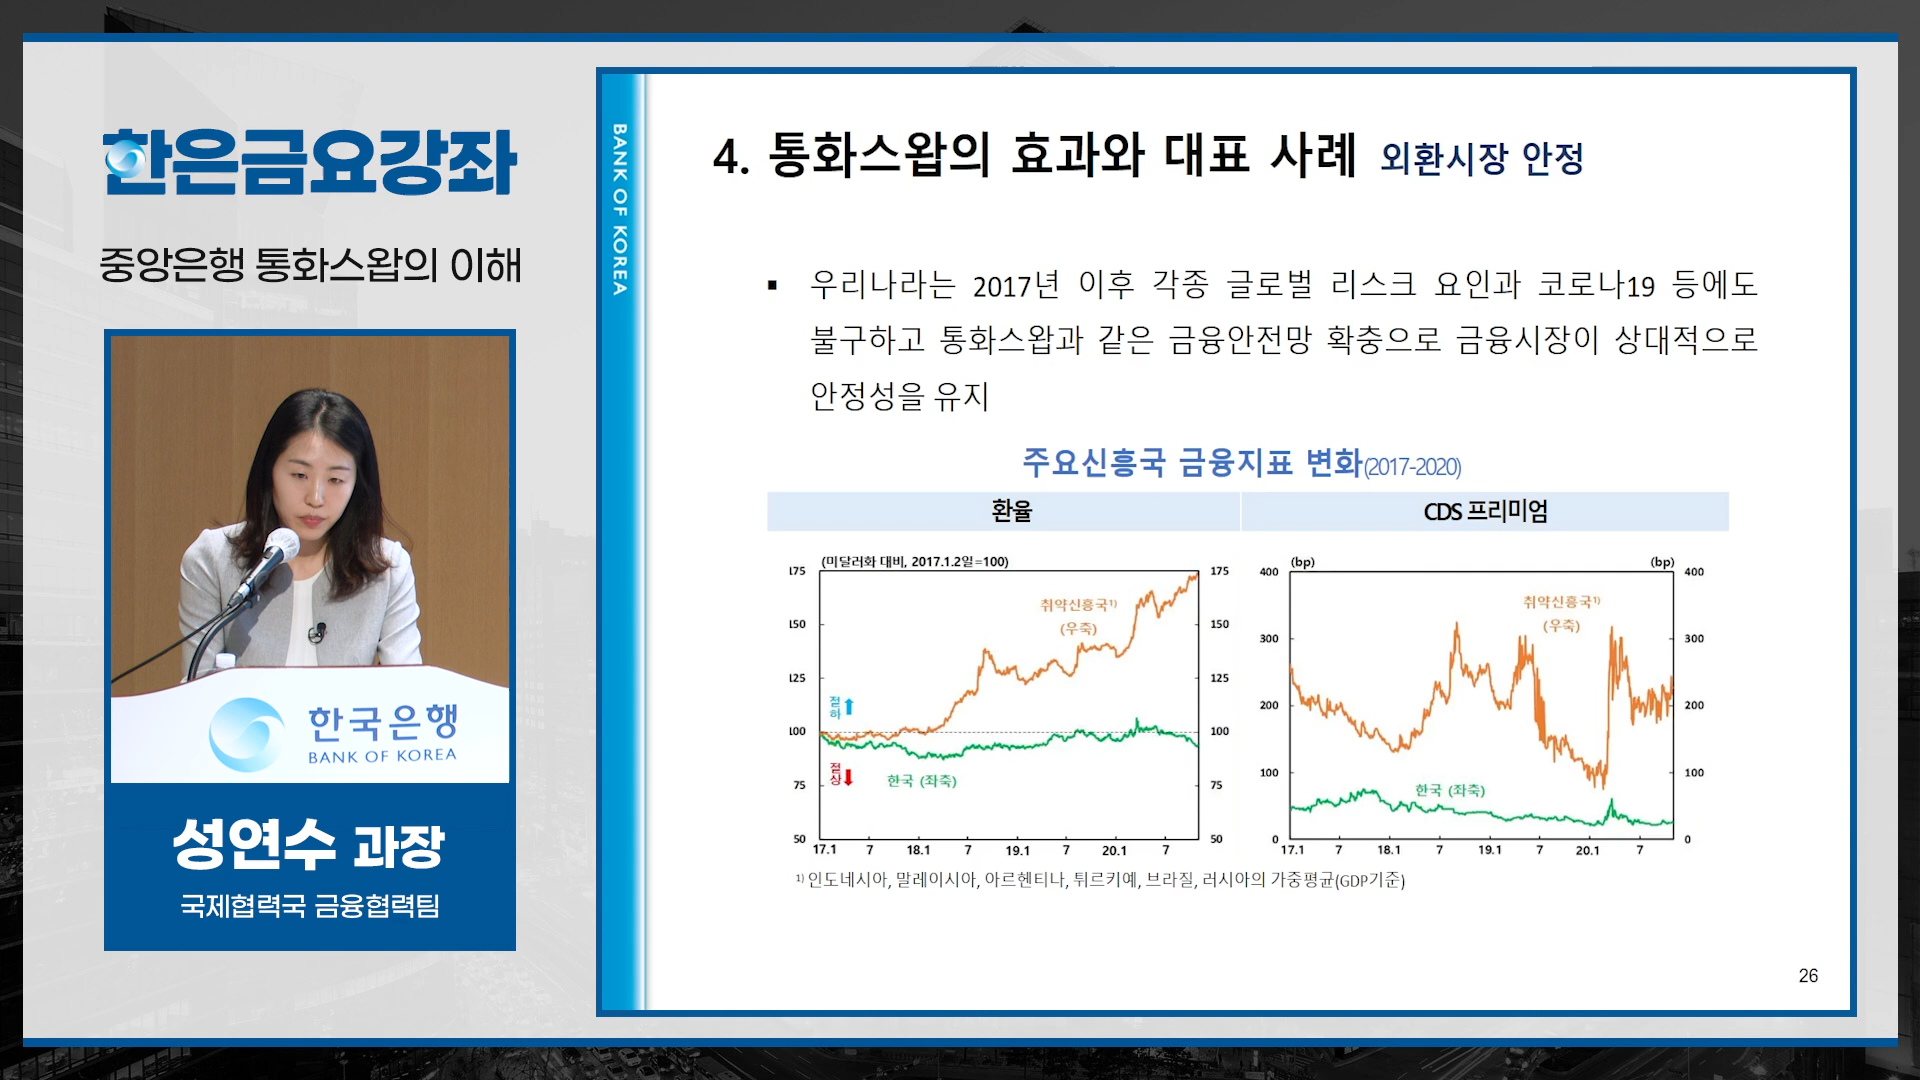 한은금요강좌
중앙은행 통화스왑의 이해
한국은행
BANK OF KOREA
성연수 과장
국제협력국 금융협력팀
BANK OF KOREA
4. 통화스왑의 효과와 대표 사례 외환시장 안정
▪ 우리나라는 2017년 이후 각종 글로벌 리스크 요인과 코로나19 등에도
불구하고 통화스왑과 같은 금융안전망 확충으로 금융시장이 상대적으로
안정성을 유지
주요신흥국 금융지표 변화(2017-2020)
환율
CDS 프리미엄
(미달러화 대비, 2017.1.2일=100)
175
150
125
100
75
50
175
150
125
100
75
50
취약신흥국1)
(우축)
절하
절상
한국 (좌축)
17.1 7 18.1 7 19.1 7 20.1 7
(bp)
(bp)
400
300
200
100
0
400
300
200
100
0
취약신흥국1)
(우축)
한국 (좌축)
17.1 7 18.1 7 19.1 7 20.1 7
1) 인도네시아, 말레이시아, 아르헨티나, 튀르키예, 브라질, 러시아의 가중평균(GDP기준)
26